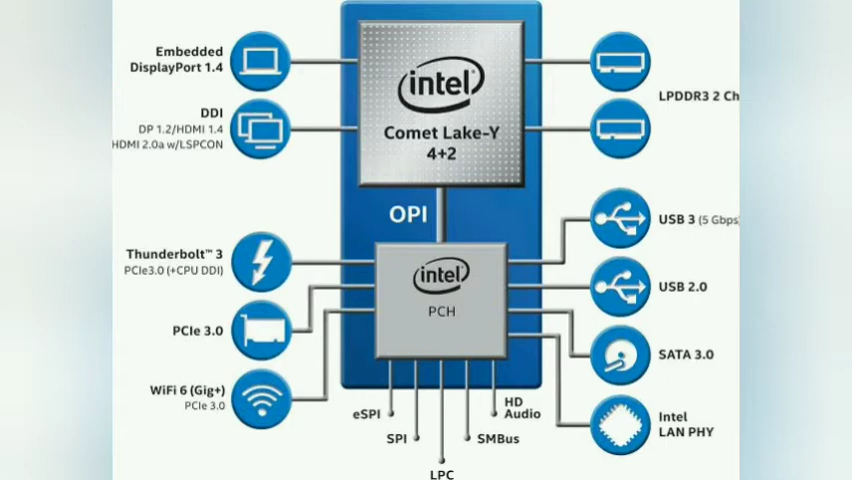 Embedded
DisplayPort 1.4
DDI
DP 1.2/HDMI 1.4
HDMI 2.0a w/LSPCON
Thunderbolt™ 3
PCIe3.0 (+CPU DDI)
PCIe 3.0
WiFi 6 (Gig+)
PCIe 3.0
intel
Comet Lake-Y
4+2
OPI
intel
PCH
eSPI
SPI
LPC
SMBus
HD
Audio
LPDDR3 2 Ch
USB 3 (5 Gbps
USB 2.0
SATA 3.0
Intel
LAN PHY